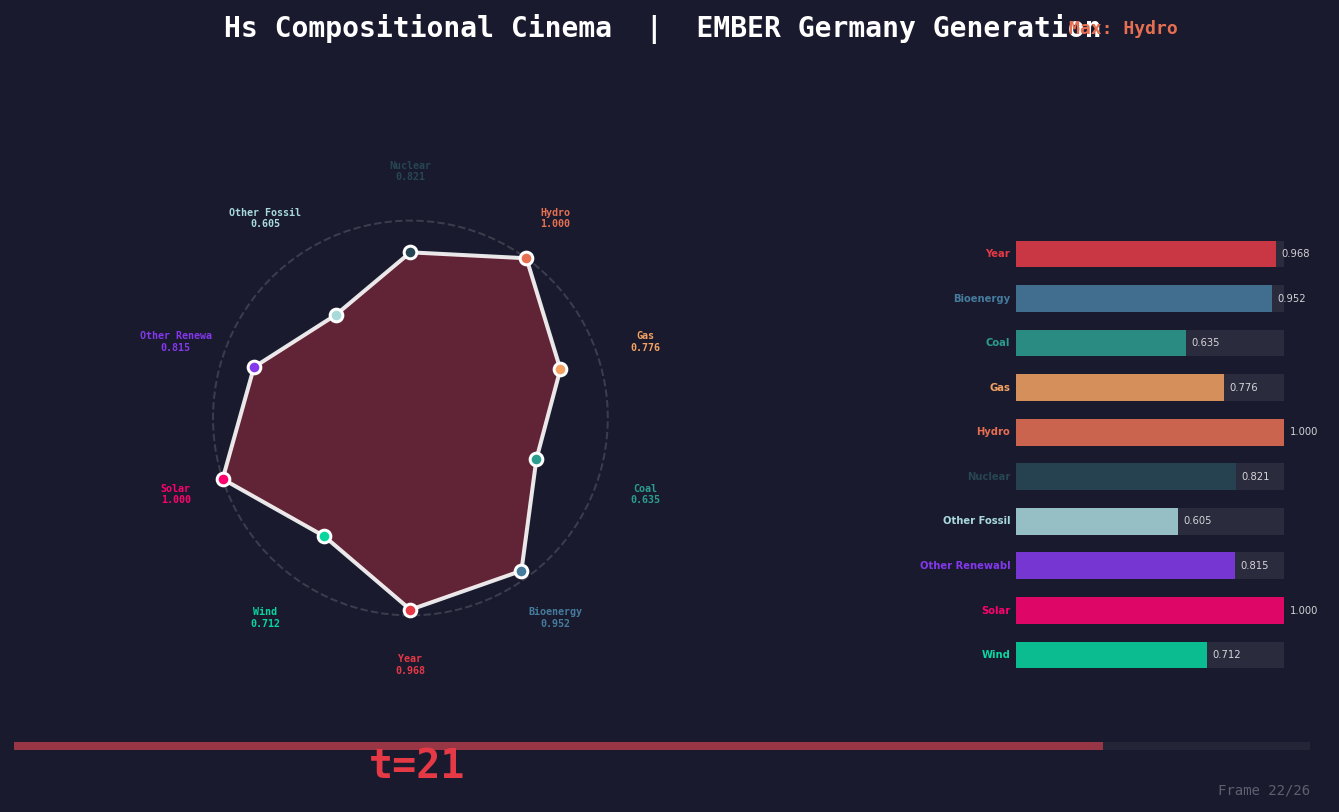 Hs Compositional Cinema | EMBER Germany Generation
Max: Hydro
Nuclear
0.821
Other Fossil
0.605
Hydro
1.000
Other Renewa
0.815
Gas
0.776
Solar
1.000
Coal
0.635
Wind
0.712
Bioenergy
0.952
Year
0.968
Year 0.968
Bioenergy 0.952
Coal 0.635
Gas 0.776
Hydro 1.000
Nuclear 0.821
Other Fossil 0.605
Other Renewabl 0.815
Solar 1.000
Wind 0.712
t=21
Frame 22/26